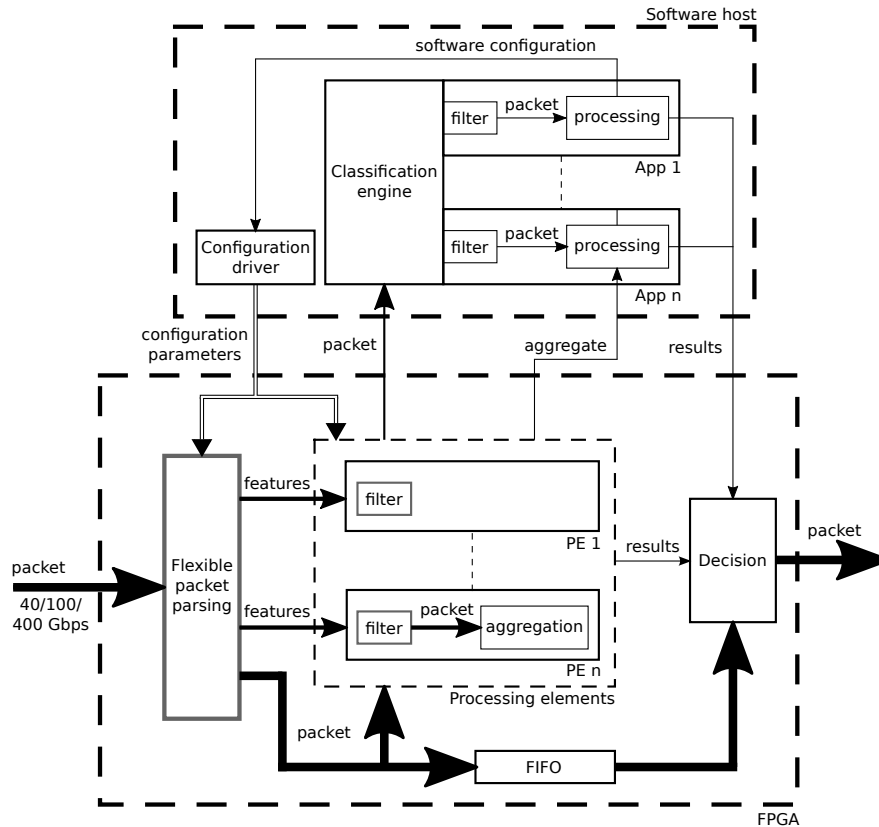 Software host
software configuration
packet
filter
processing
App 1
Classification
engine
packet
filter
processing
App n
Configuration
driver
configuration
parameters
packet
aggregate
results
features
filter
PE 1
packet
40/100/
400 Gbps
Flexible
packet
parsing
results
Decision
packet
features
packet
filter
aggregation
PE n
Processing elements
packet
FIFO
FPGA